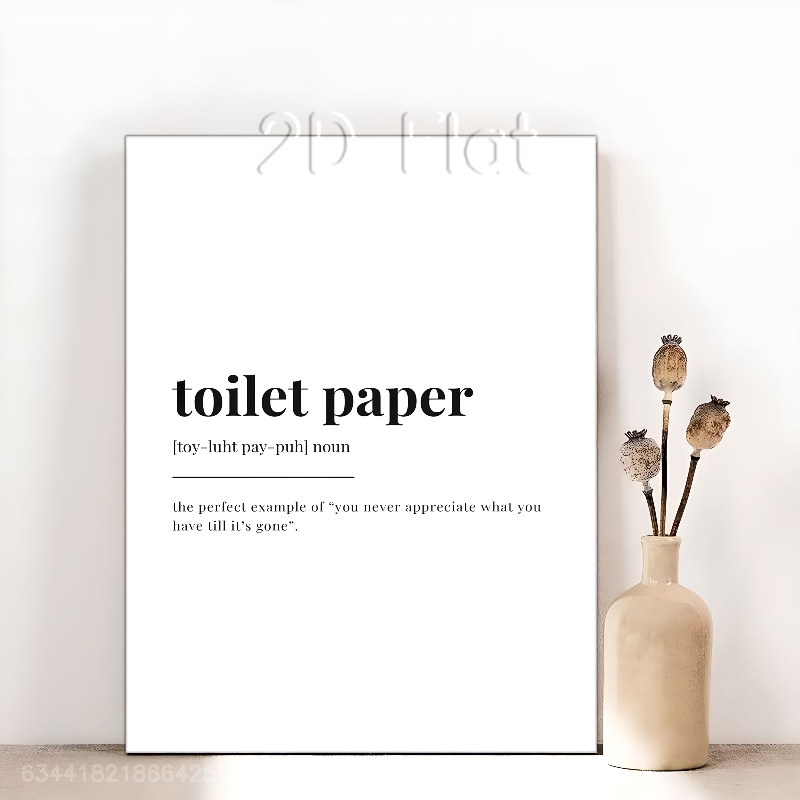 2D Flat
toilet paper
[toy-luht pay-puh] noun
the perfect example of “you never appreciate what you
have till it’s gone”.